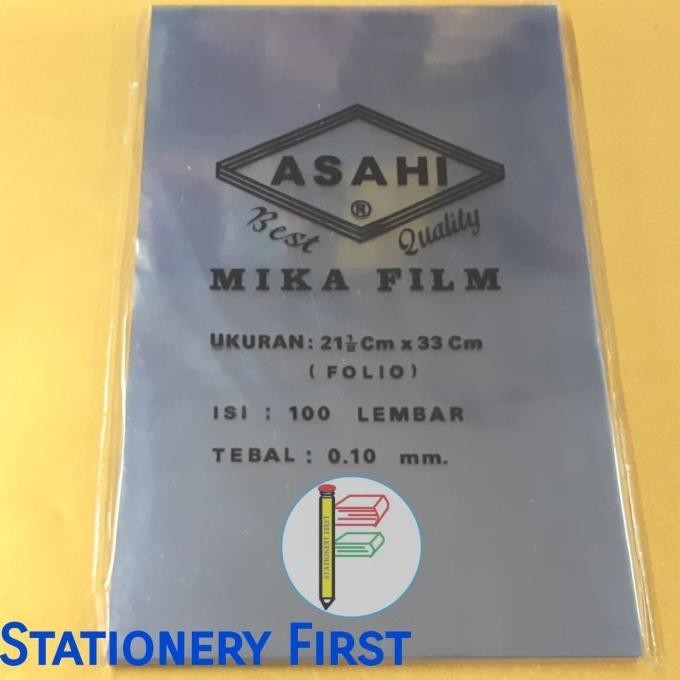 ASAHI
®
Best Quality
MIKA FILM
UKURAN: 21½ Cm x 33 Cm
( FOLIO )
ISI : 100 LEMBAR
TEBAL : 0.10 mm.
STATIONERY FIRST
STATIONERY FIRST